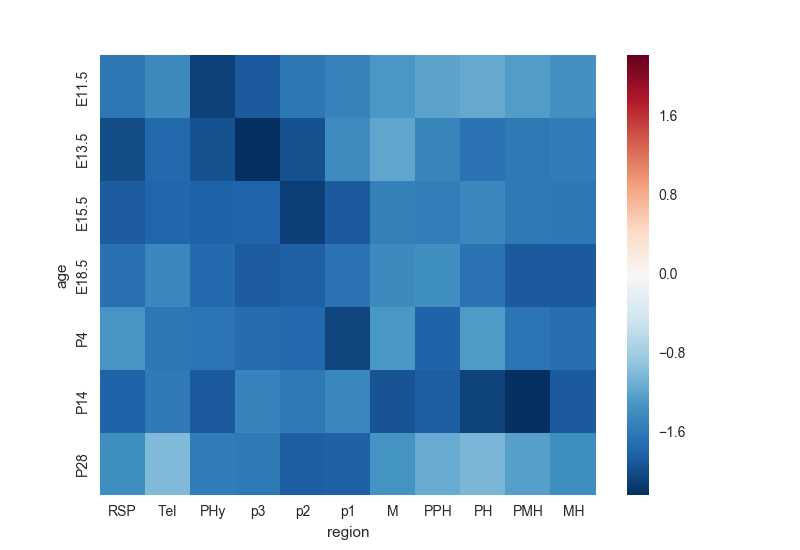 E11.5
E13.5
E15.5
E18.5
P4
P14
P28
age
RSP Tel PHy p3 p2 p1 M PPH PH PMH MH
region
1.6
0.8
0.0
−0.8
−1.6